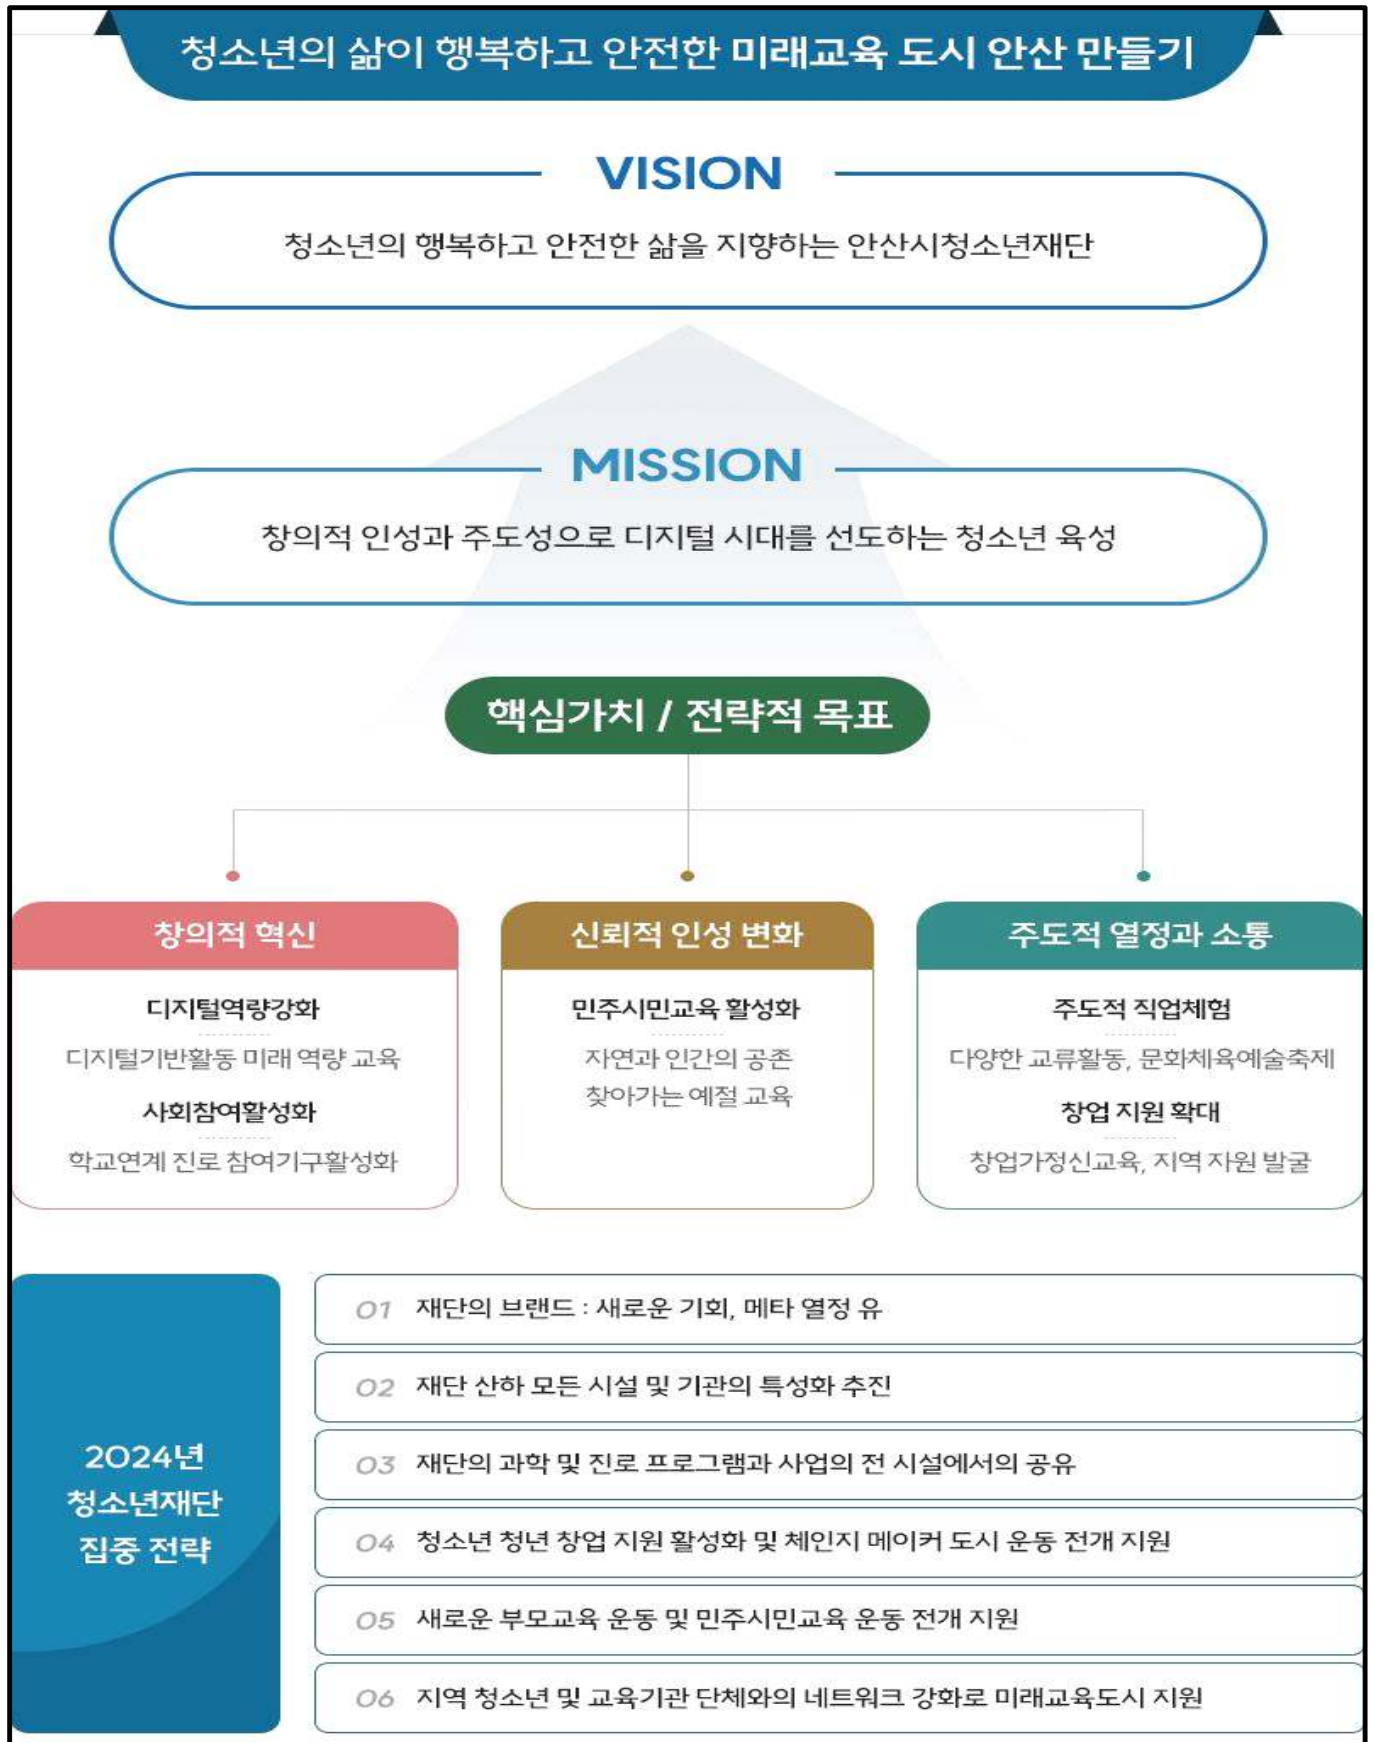 청소년의 삶이 행복하고 안전한 미래교육 도시 안산 만들기
VISION
청소년의 행복하고 안전한 삶을 지향하는 안산시청소년재단
MISSION
창의적 인성과 주도성으로 디지털 시대를 선도하는 청소년 육성
핵심가치 / 전략적 목표
창의적 혁신
디지털역량강화
디지털기반활동 미래 역량 교육
사회참여활성화
학교연계 진로 참여기구활성화
신뢰적 인성 변화
민주시민교육 활성화
자연과 인간의 공존
찾아가는 예절 교육
주도적 열정과 소통
주도적 직업체험
다양한 교류활동, 문화체육예술축제
창업 지원 확대
창업가정신교육, 지역 자원 발굴
2024년
청소년재단
집중 전략
01 재단의 브랜드 : 새로운 기회, 메타 열정 유
02 재단 산하 모든 시설 및 기관의 특성화 추진
03 재단의 과학 및 진로 프로그램과 사업의 전 시설에서의 공유
04 청소년 청년 창업 지원 활성화 및 체인지 메이커 도시 운동 전개 지원
05 새로운 부모교육 운동 및 민주시민교육 운동 전개 지원
06 지역 청소년 및 교육기관 단체와의 네트워크 강화로 미래교육도시 지원